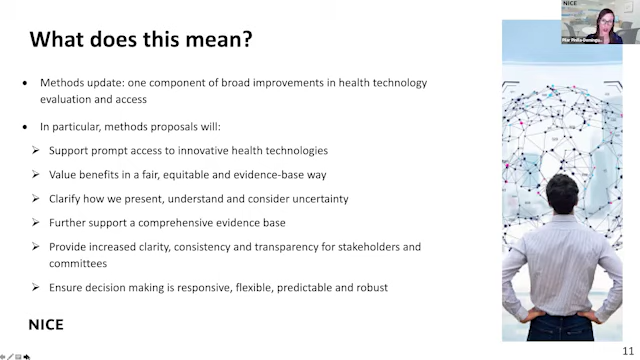 NICE
What does this mean?
Methods update: one component of broad improvements in health technology
evaluation and access
In particular, methods proposals will:
Support prompt access to innovative health technologies
Value benefits in a fair, equitable and evidence-base way
Clarify how we present, understand and consider uncertainty
Further support a comprehensive evidence base
Provide increased clarity, consistency and transparency for stakeholders and
committees
Ensure decision making is responsive, flexible, predictable and robust
NICE
11